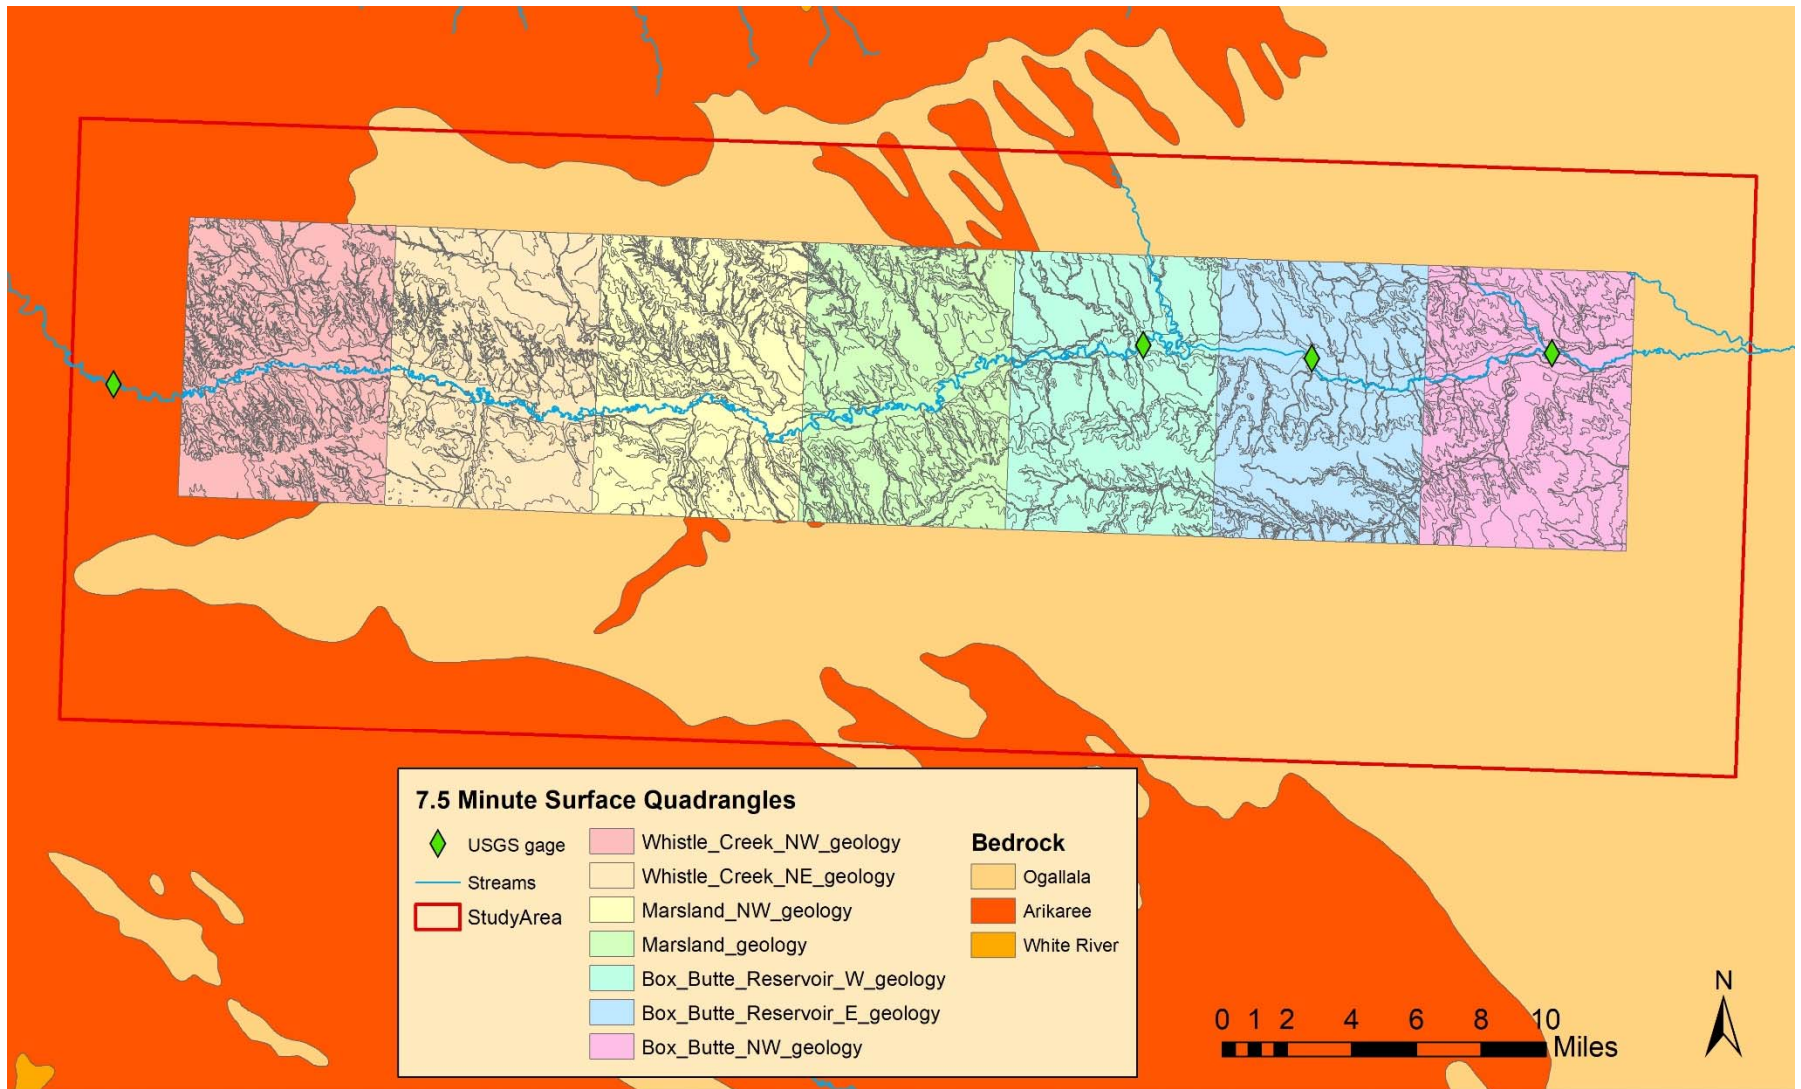 7.5 Minute Surface Quadrangles
USGS gage
Streams
StudyArea
Whistle_Creek_NW_geology
Whistle_Creek_NE_geology
Marsland_NW_geology
Marsland_geology
Box_Butte_Reservoir_W_geology
Box_Butte_Reservoir_E_geology
Box_Butte_NW_geology
Bedrock
Ogallala
Arikaree
White River
0 1 2 4 6 8 10
Miles
N